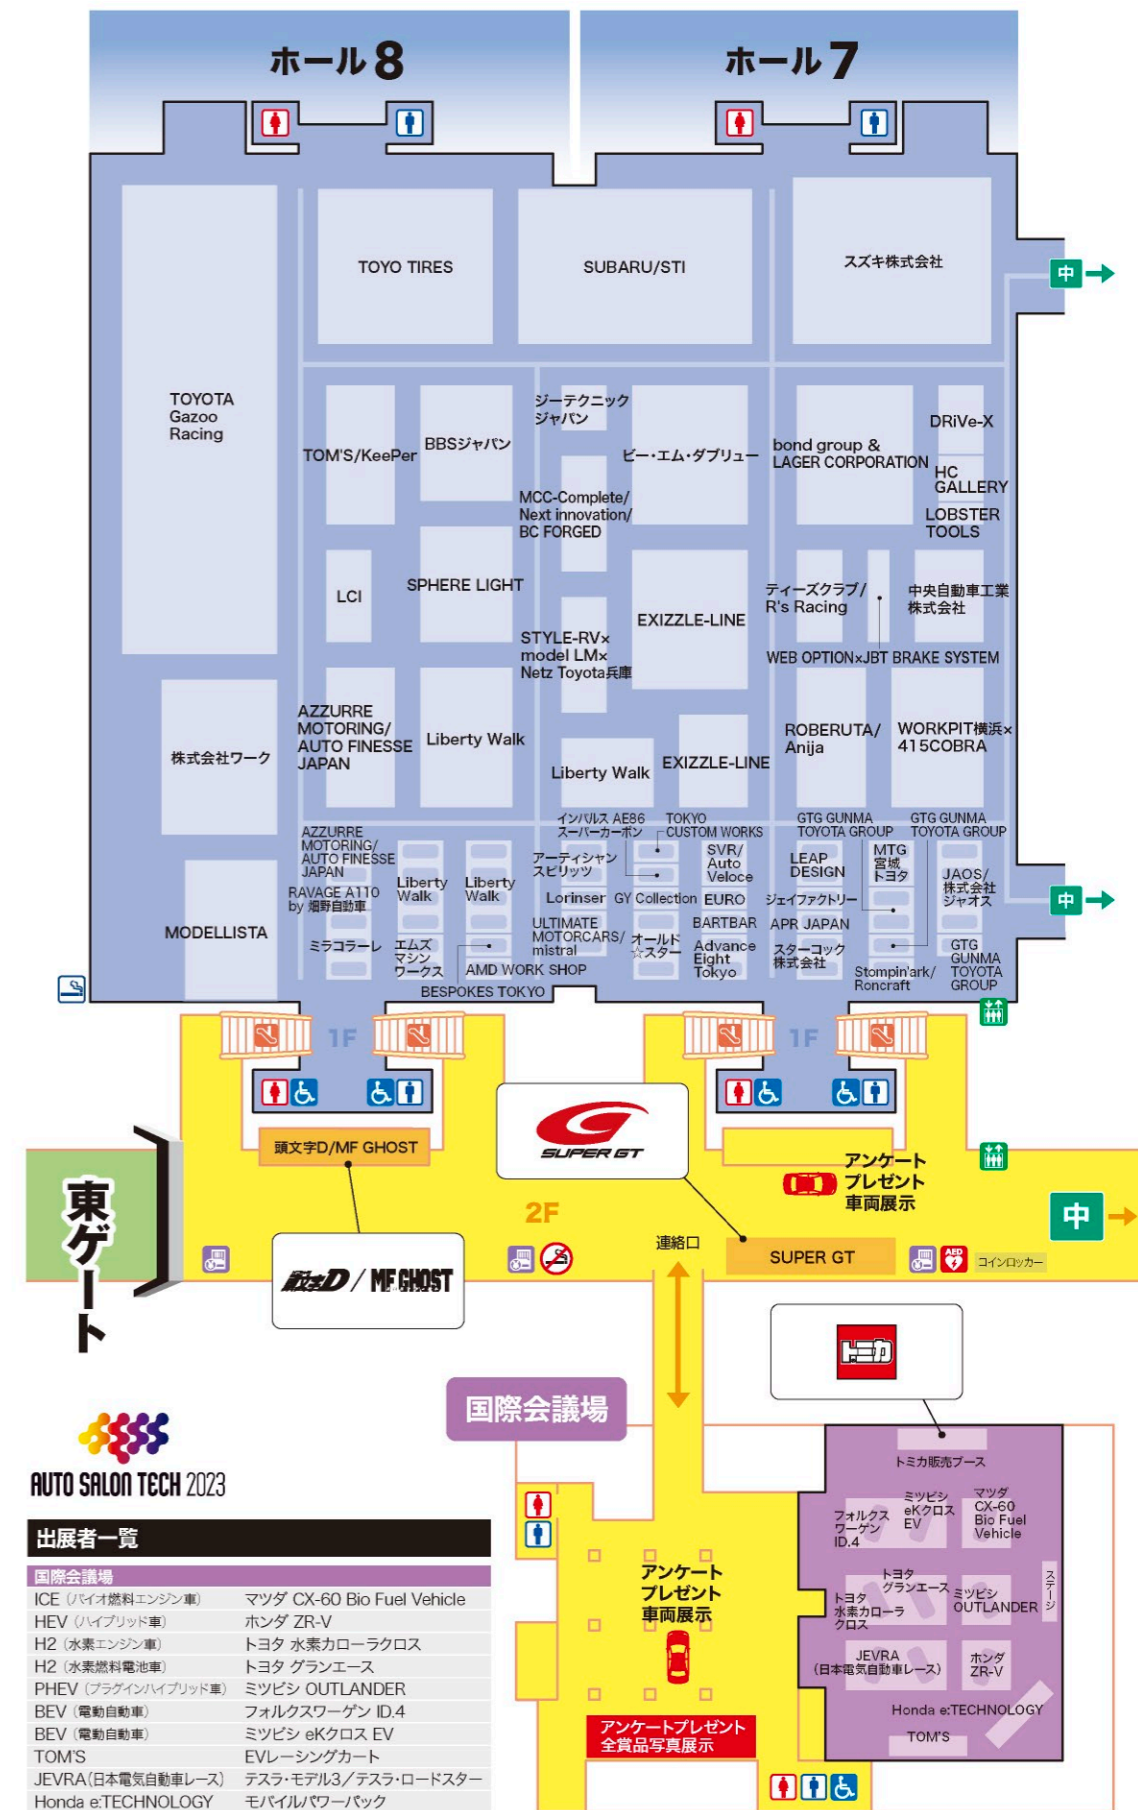 ホール8
ホール7
TOYO TIRES
SUBARU/STI
スズキ株式会社
中
TOYOTA
Gazoo
Racing
TOM'S/KeePer
BBSジャパン
ジーテクニック
ジャパン
ビー・エム・ダブリュー
bond group &
LAGER CORPORATION
DRiVe-X
HC
GALLERY
LOBSTER
TOOLS
MCC-Complete/
Next innovation/
BC FORGED
LCI
SPHERE LIGHT
EXIZZLE-LINE
ティーズクラブ/
R's Racing
中央自動車工業
株式会社
WEB OPTION×JBT BRAKE SYSTEM
STYLE-RV×
model LM×
Netz Toyota兵庫
株式会社ワーク
AZZURRE
MOTORING/
AUTO FINESSE
JAPAN
Liberty Walk
Liberty Walk
EXIZZLE-LINE
ROBERUTA/
Anija
WORKPIT横浜×
415COBRA
MODELLISTA
AZZURRE
MOTORING/
AUTO FINESSE
JAPAN
RAVAGE A110
by 畑野自動車
ミラコラーレ
Liberty
Walk
エムズ
マシン
ワークス
Liberty
Walk
AMD WORK SHOP
BESPOKES TOKYO
インパルス AE86
スーパーカーボン
TOKYO
CUSTOM WORKS
アーティシャン
スピリッツ
Lorinser
GY Collection
ULTIMATE
MOTORCARS/
mistral
オールド
☆スター
SVR/
Auto
Veloce
EURO
BARTBAR
Advance
Eight
Tokyo
GTG GUNMA
TOYOTA GROUP
GTG GUNMA
TOYOTA GROUP
LEAP
DESIGN
ジェイファクトリー
APR JAPAN
スターコック
株式会社
MTG
宮城
トヨタ
Stompin'ark/
Roncraft
JAOS/
株式会社
ジャオス
GTG
GUNMA
TOYOTA
GROUP
中
1F
1F
頭文字D/MF GHOST
SUPER GT
アンケート
プレゼント
車両展示
東ゲート
2F
連絡口
SUPER GT
AED
コインロッカー
中
頭文字D / MF GHOST
トミカ
国際会議場
トミカ販売ブース
フォルクス
ワーゲン
ID.4
ミツビシ
eKクロス
EV
マツダ
CX-60
Bio Fuel
Vehicle
トヨタ
グランエース
トヨタ
水素カローラ
クロス
ミツビシ
OUTLANDER
ステージ
JEVRA
(日本電気自動車レース)
ホンダ
ZR-V
Honda e:TECHNOLOGY
TOM'S
アンケート
プレゼント
車両展示
アンケートプレゼント
全賞品写真展示
AUTO SALON TECH 2023
出展者一覧
国際会議場
ICE (バイオ燃料エンジン車) マツダ CX-60 Bio Fuel Vehicle
HEV (ハイブリッド車) ホンダ ZR-V
H2 (水素エンジン車) トヨタ 水素カローラクロス
H2 (水素燃料電池車) トヨタ グランエース
PHEV (プラグインハイブリッド車) ミツビシ OUTLANDER
BEV (電動自動車) フォルクスワーゲン ID.4
BEV (電動自動車) ミツビシ eKクロス EV
TOM'S EVレーシングカート
JEVRA(日本電気自動車レース) テスラ・モデル3／テスラ・ロードスター
Honda e:TECHNOLOGY モバイルパワーパック